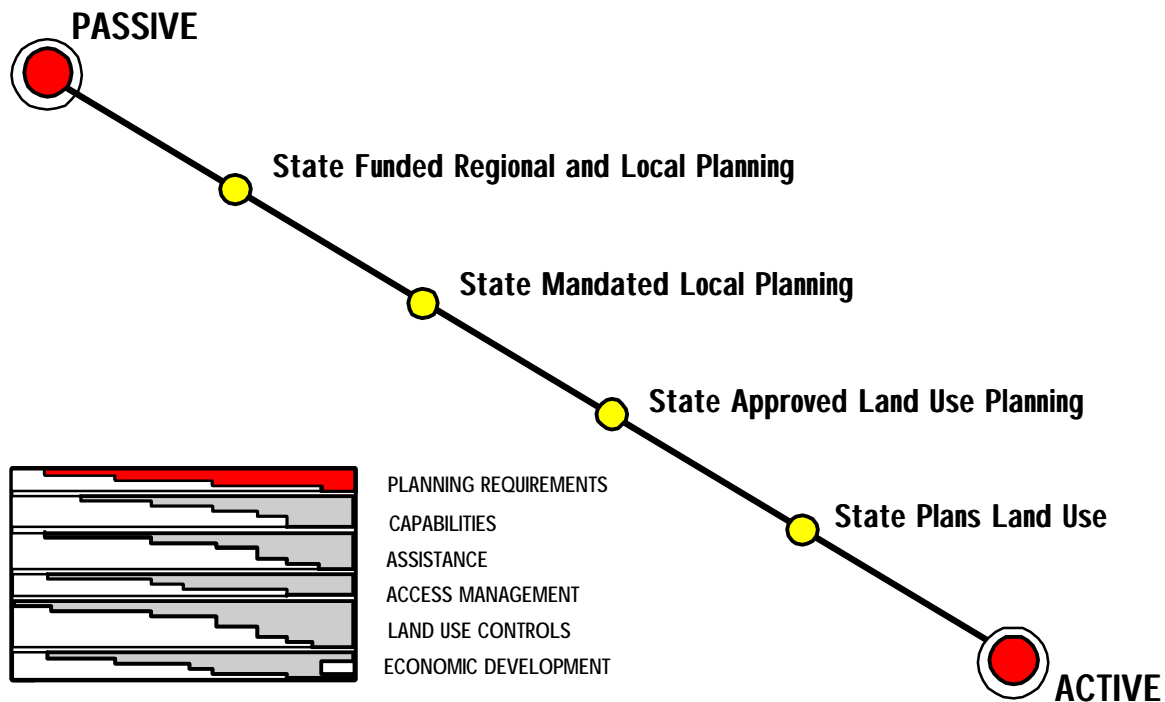 PASSIVE
State Funded Regional and Local Planning
State Mandated Local Planning
State Approved Land Use Planning
State Plans Land Use
ACTIVE
PLANNING REQUIREMENTS
CAPABILITIES
ASSISTANCE
ACCESS MANAGEMENT
LAND USE CONTROLS
ECONOMIC DEVELOPMENT